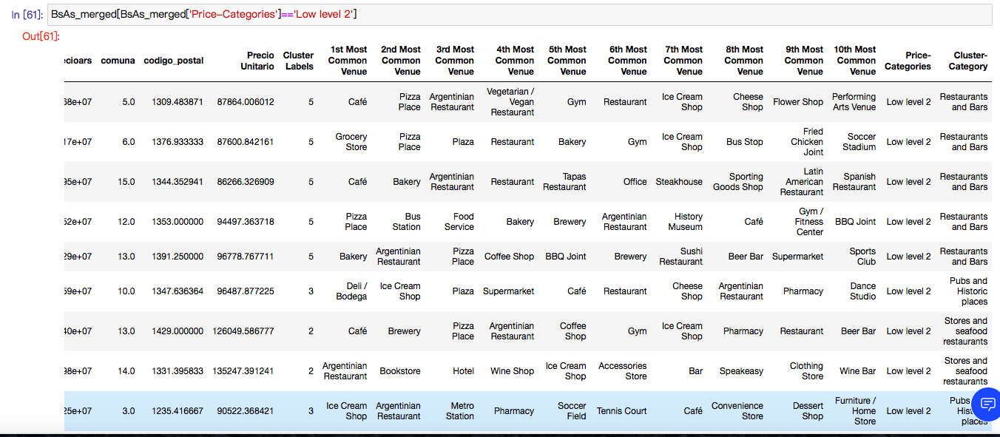 In [61]: BsAs_merged[BsAs_merged['Price-Categories']=='Low level 2']
Out[61]:
ecioars comuna codigo_postal Precio Unitario Cluster Labels 1st Most Common Venue 2nd Most Common Venue 3rd Most Common Venue 4th Most Common Venue 5th Most Common Venue 6th Most Common Venue 7th Most Common Venue 8th Most Common Venue 9th Most Common Venue 10th Most Common Venue Price-Categories Cluster-Category
68e+07 5.0 1309.483871 87864.006012 5 Café Pizza Place Argentinian Restaurant Vegetarian / Vegan Restaurant Gym Restaurant Ice Cream Shop Cheese Shop Flower Shop Performing Arts Venue Low level 2 Restaurants and Bars
17e+07 6.0 1376.933333 87600.842161 5 Grocery Store Pizza Place Plaza Restaurant Bakery Gym Ice Cream Shop Bus Stop Fried Chicken Joint Soccer Stadium Low level 2 Restaurants and Bars
95e+07 15.0 1344.352941 86266.326909 5 Café Bakery Argentinian Restaurant Restaurant Tapas Restaurant Office Steakhouse Sporting Goods Shop Latin American Restaurant Spanish Restaurant Low level 2 Restaurants and Bars
52e+07 12.0 1353.000000 94497.363718 5 Pizza Place Bus Station Food Service Bakery Brewery Argentinian Restaurant History Museum Café Gym / Fitness Center BBQ Joint Low level 2 Restaurants and Bars
29e+07 13.0 1391.250000 96778.767711 5 Bakery Argentinian Restaurant Pizza Place Coffee Shop BBQ Joint Brewery Sushi Restaurant Beer Bar Supermarket Sports Club Low level 2 Restaurants and Bars
59e+07 10.0 1347.636364 96487.877225 3 Deli / Bodega Ice Cream Shop Plaza Supermarket Café Restaurant Cheese Shop Argentinian Restaurant Pharmacy Dance Studio Low level 2 Pubs and Historic places
40e+07 13.0 1429.000000 126049.586777 2 Café Brewery Pizza Place Argentinian Restaurant Coffee Shop Gym Ice Cream Shop Pharmacy Restaurant Beer Bar Low level 2 Stores and seafood restaurants
98e+07 14.0 1331.395833 135247.391241 2 Argentinian Restaurant Bookstore Hotel Wine Shop Ice Cream Shop Accessories Store Bar Speakeasy Clothing Store Wine Bar Low level 2 Stores and seafood restaurants
25e+07 3.0 1235.416667 90522.368421 3 Ice Cream Shop Argentinian Restaurant Metro Station Pharmacy Soccer Field Tennis Court Café Convenience Store Dessert Shop Furniture / Home Store Low level 2 Pubs places